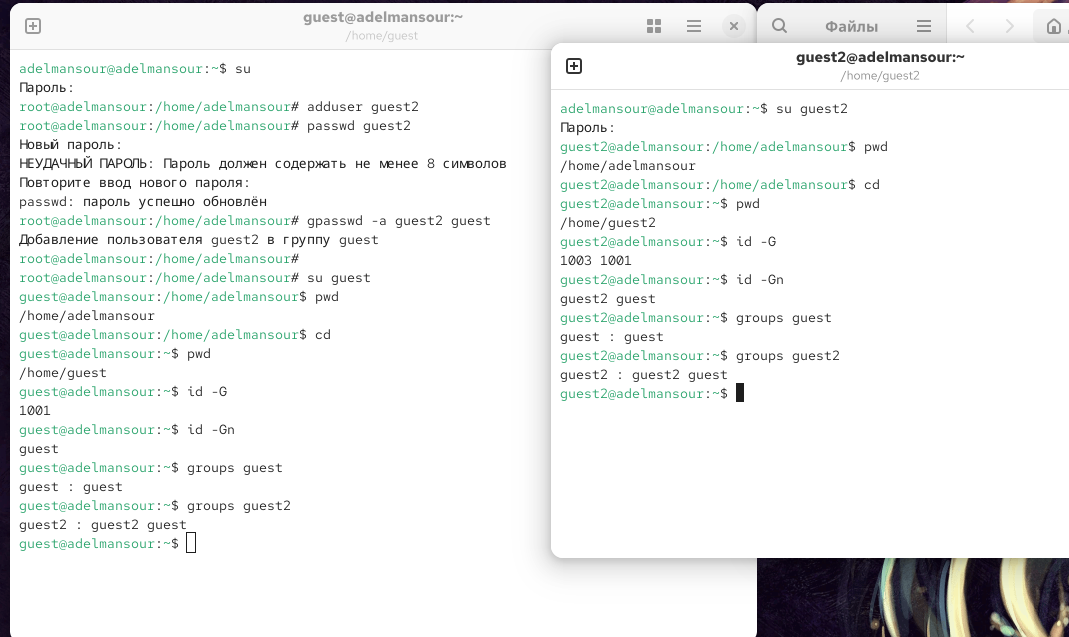 guest@adelmansour:~
/home/guest
adelmansour@adelmansour:~$ su
Пароль:
root@adelmansour:/home/adelmansour# adduser guest2
root@adelmansour:/home/adelmansour# passwd guest2
Новый пароль:
НЕУДАЧНЫЙ ПАРОЛЬ: Пароль должен содержать не менее 8 символов
Повторите ввод нового пароля:
passwd: пароль успешно обновлён
root@adelmansour:/home/adelmansour# gpasswd -a guest2 guest
Добавление пользователя guest2 в группу guest
root@adelmansour:/home/adelmansour#
root@adelmansour:/home/adelmansour# su guest
guest@adelmansour:/home/adelmansour$ pwd
/home/adelmansour
guest@adelmansour:/home/adelmansour$ cd
guest@adelmansour:~$ pwd
/home/guest
guest@adelmansour:~$ id -G
1001
guest@adelmansour:~$ id -Gn
guest
guest@adelmansour:~$ groups guest
guest : guest
guest@adelmansour:~$ groups guest2
guest2 : guest2 guest
guest@adelmansour:~$
Файлы
guest2@adelmansour:~
/home/guest2
adelmansour@adelmansour:~$ su guest2
Пароль:
guest2@adelmansour:/home/adelmansour$ pwd
/home/adelmansour
guest2@adelmansour:/home/adelmansour$ cd
guest2@adelmansour:~$ pwd
/home/guest2
guest2@adelmansour:~$ id -G
1003 1001
guest2@adelmansour:~$ id -Gn
guest2 guest
guest2@adelmansour:~$ groups guest
guest : guest
guest2@adelmansour:~$ groups guest2
guest2 : guest2 guest
guest2@adelmansour:~$